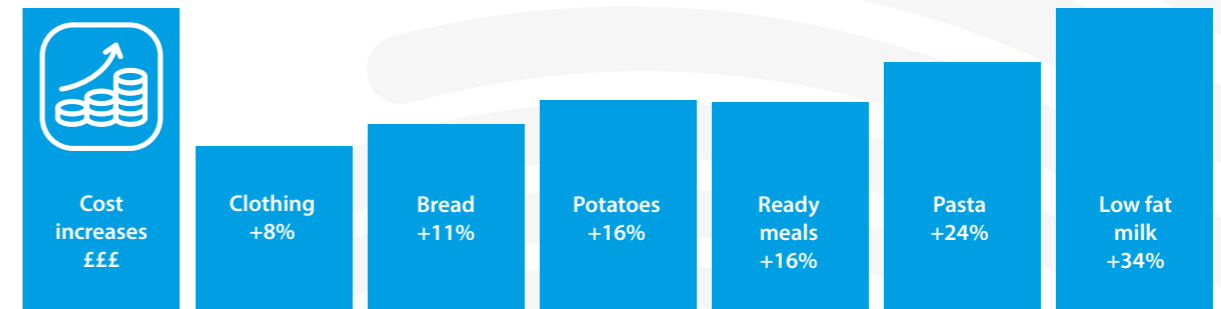 Cost
increases
£££
Clothing
+8%
Bread
+11%
Potatoes
+16%
Ready
meals
+16%
Pasta
+24%
Low fat
milk
+34%